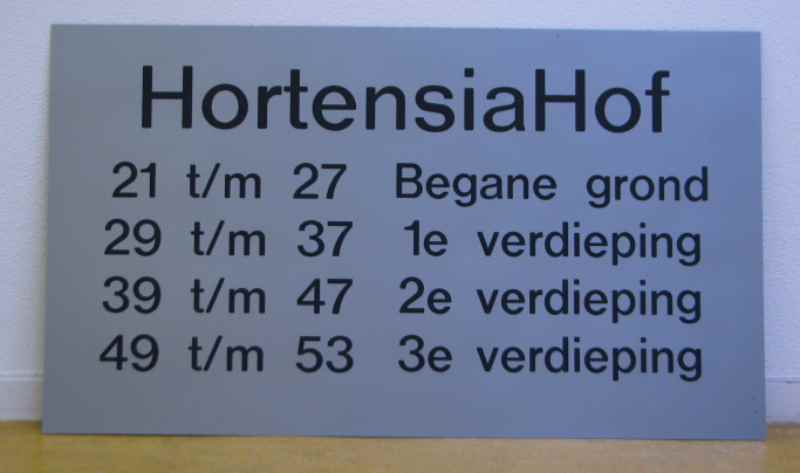 HortensiaHof
21 t/m 27 Begane grond
29 t/m 37 1e verdieping
39 t/m 47 2e verdieping
49 t/m 53 3e verdieping